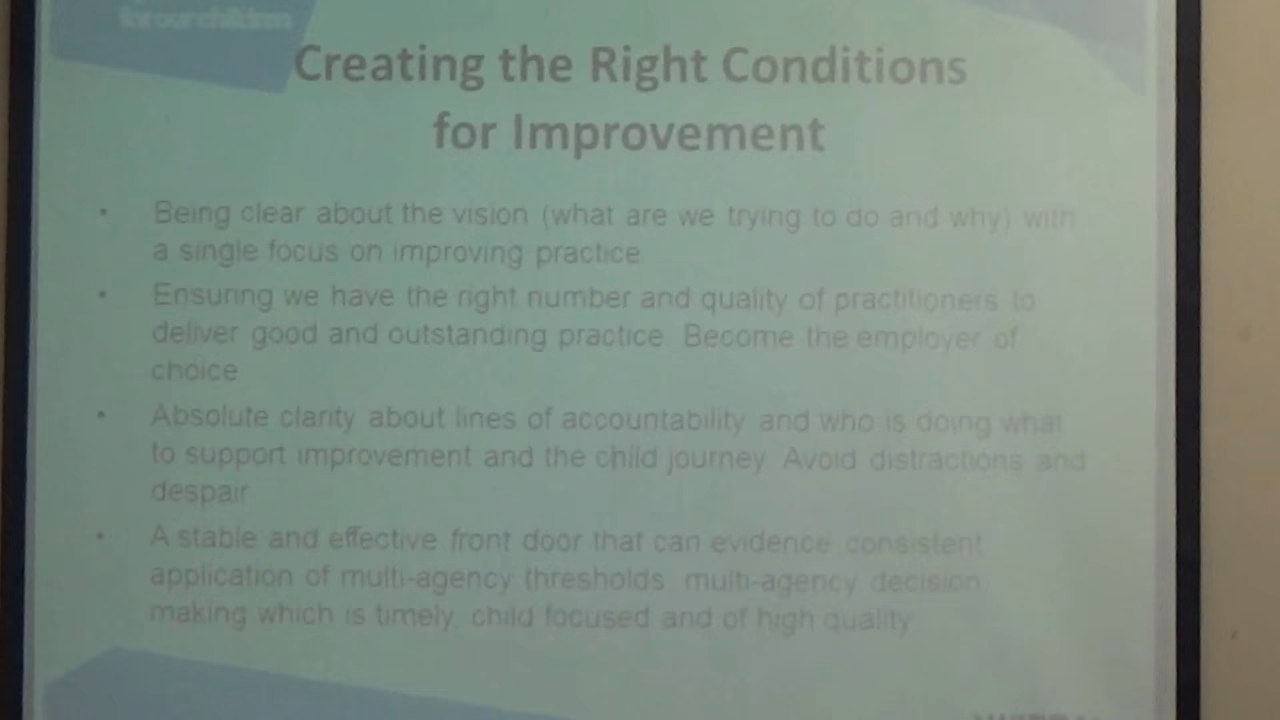 for our children
Creating the Right Conditions
for Improvement
• Being clear about the vision (what are we trying to do and why) with
a single focus on improving practice
• Ensuring we have the right number and quality of practitioners to
deliver good and outstanding practice Become the employer of
choice
• Absolute clarity about lines of accountability and who is doing what
to support improvement and the child journey Avoid distractions and
despair
• A stable and effective front door that can evidence consistent
application of multi-agency thresholds multi-agency decision
making which is timely child focused and of high quality